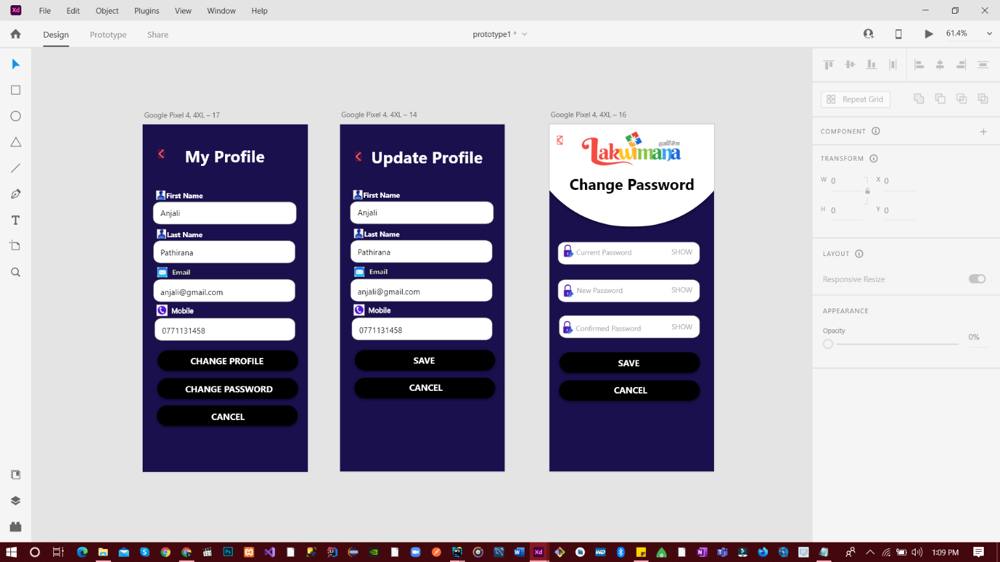 Xd File Edit Object Plugins View Window Help
Design Prototype Share prototype1 * 61.4%
Google Pixel 4, 4XL – 17
My Profile
First Name
Anjali
Last Name
Pathirana
Email
anjali@gmail.com
Mobile
0771131458
CHANGE PROFILE
CHANGE PASSWORD
CANCEL
Google Pixel 4, 4XL – 14
Update Profile
First Name
Anjali
Last Name
Pathirana
Email
anjali@gmail.com
Mobile
0771131458
SAVE
CANCEL
Google Pixel 4, 4XL – 16
Lakwimana
Change Password
Current Password SHOW
New Password SHOW
Confirmed Password SHOW
SAVE
CANCEL
Repeat Grid
COMPONENT
TRANSFORM
W 0 X 0
H 0 Y 0
LAYOUT
Responsive Resize
APPEARANCE
Opacity
0%
1:09 PM